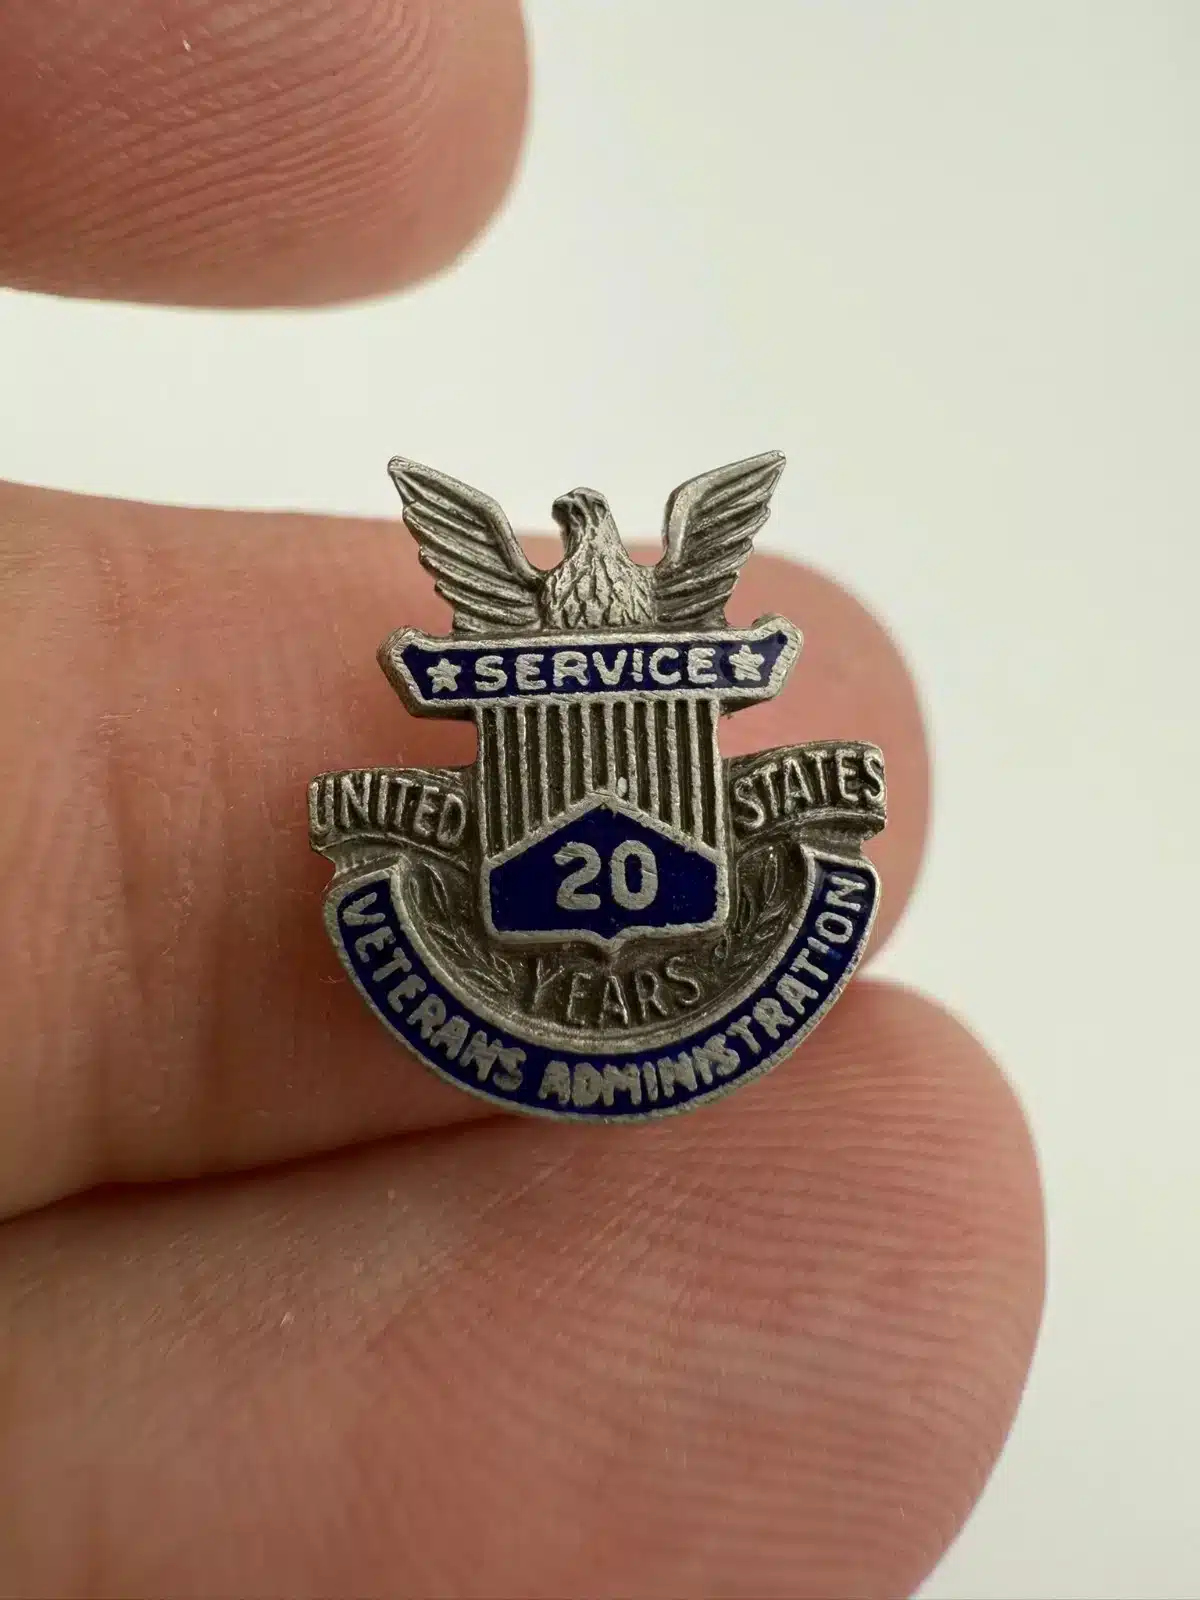 ★ SERVICE ★
UNITED STATES
20
YEARS
VETERANS ADMINISTRATION